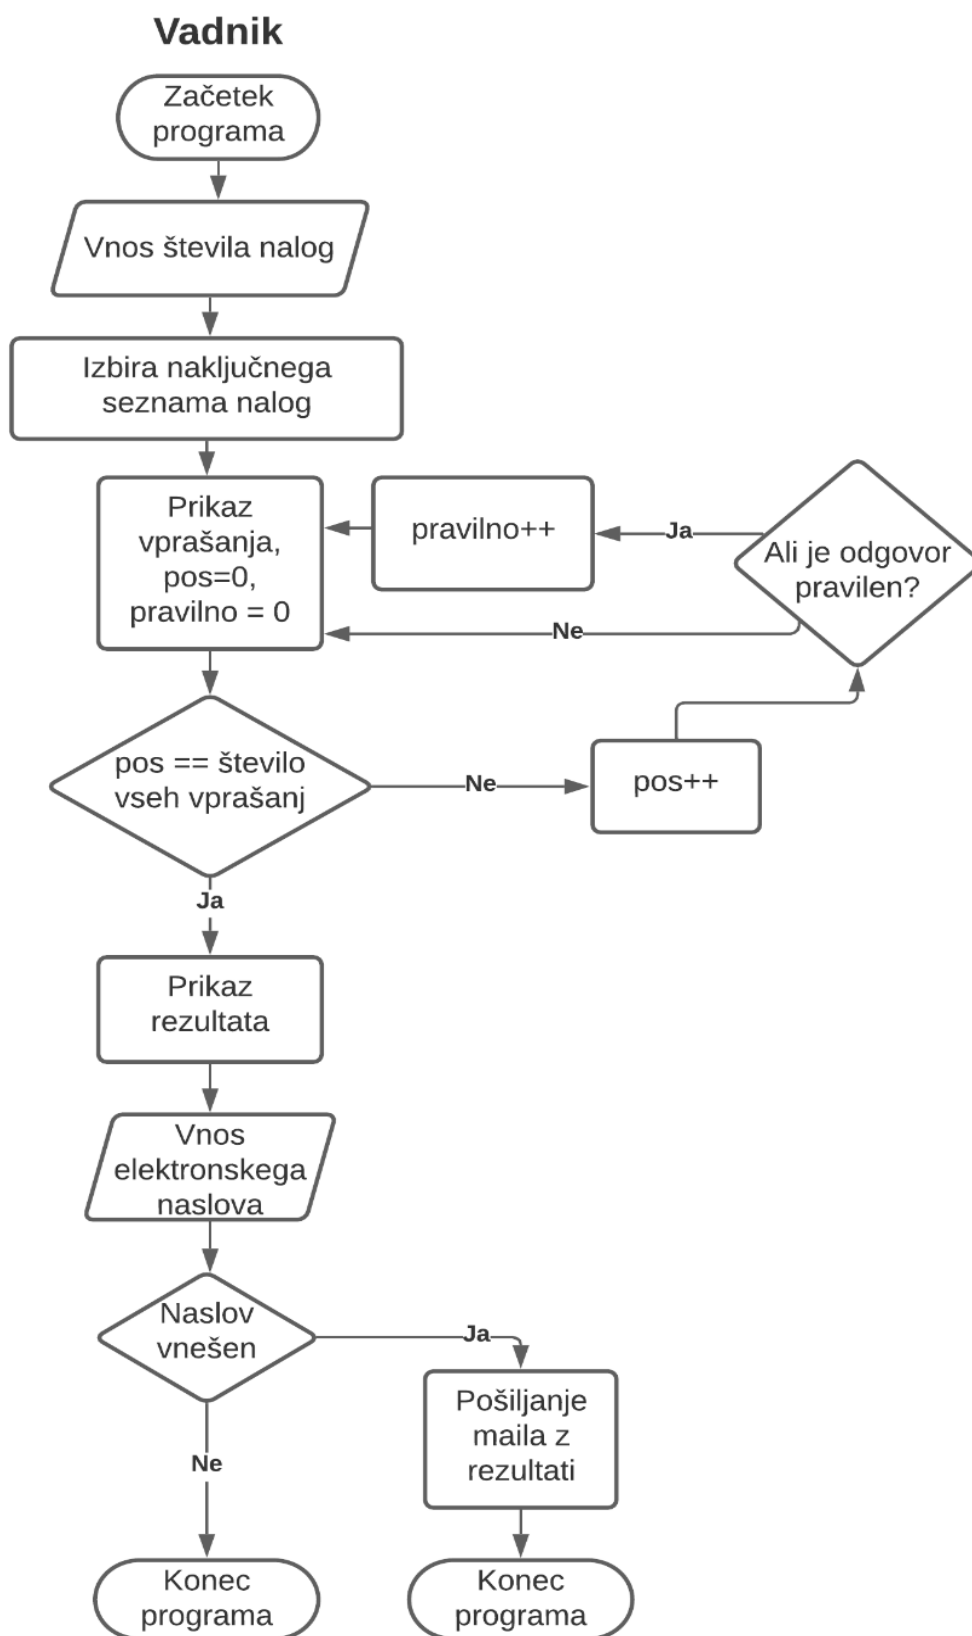 Vadnik
Začetek
programa
Vnos števila nalog
Izbira naključnega
seznama nalog
Prikaz
vprašanja,
pos=0,
pravilno = 0
pravilno++
Ja
Ali je odgovor
pravilen?
Ne
pos == število
vseh vprašanj
Ne
pos++
Ja
Prikaz
rezultata
Vnos
elektronskega
naslova
Naslov
vnešen
Ja
Pošiljanje
maila z
rezultati
Ne
Konec
programa
Konec
programa